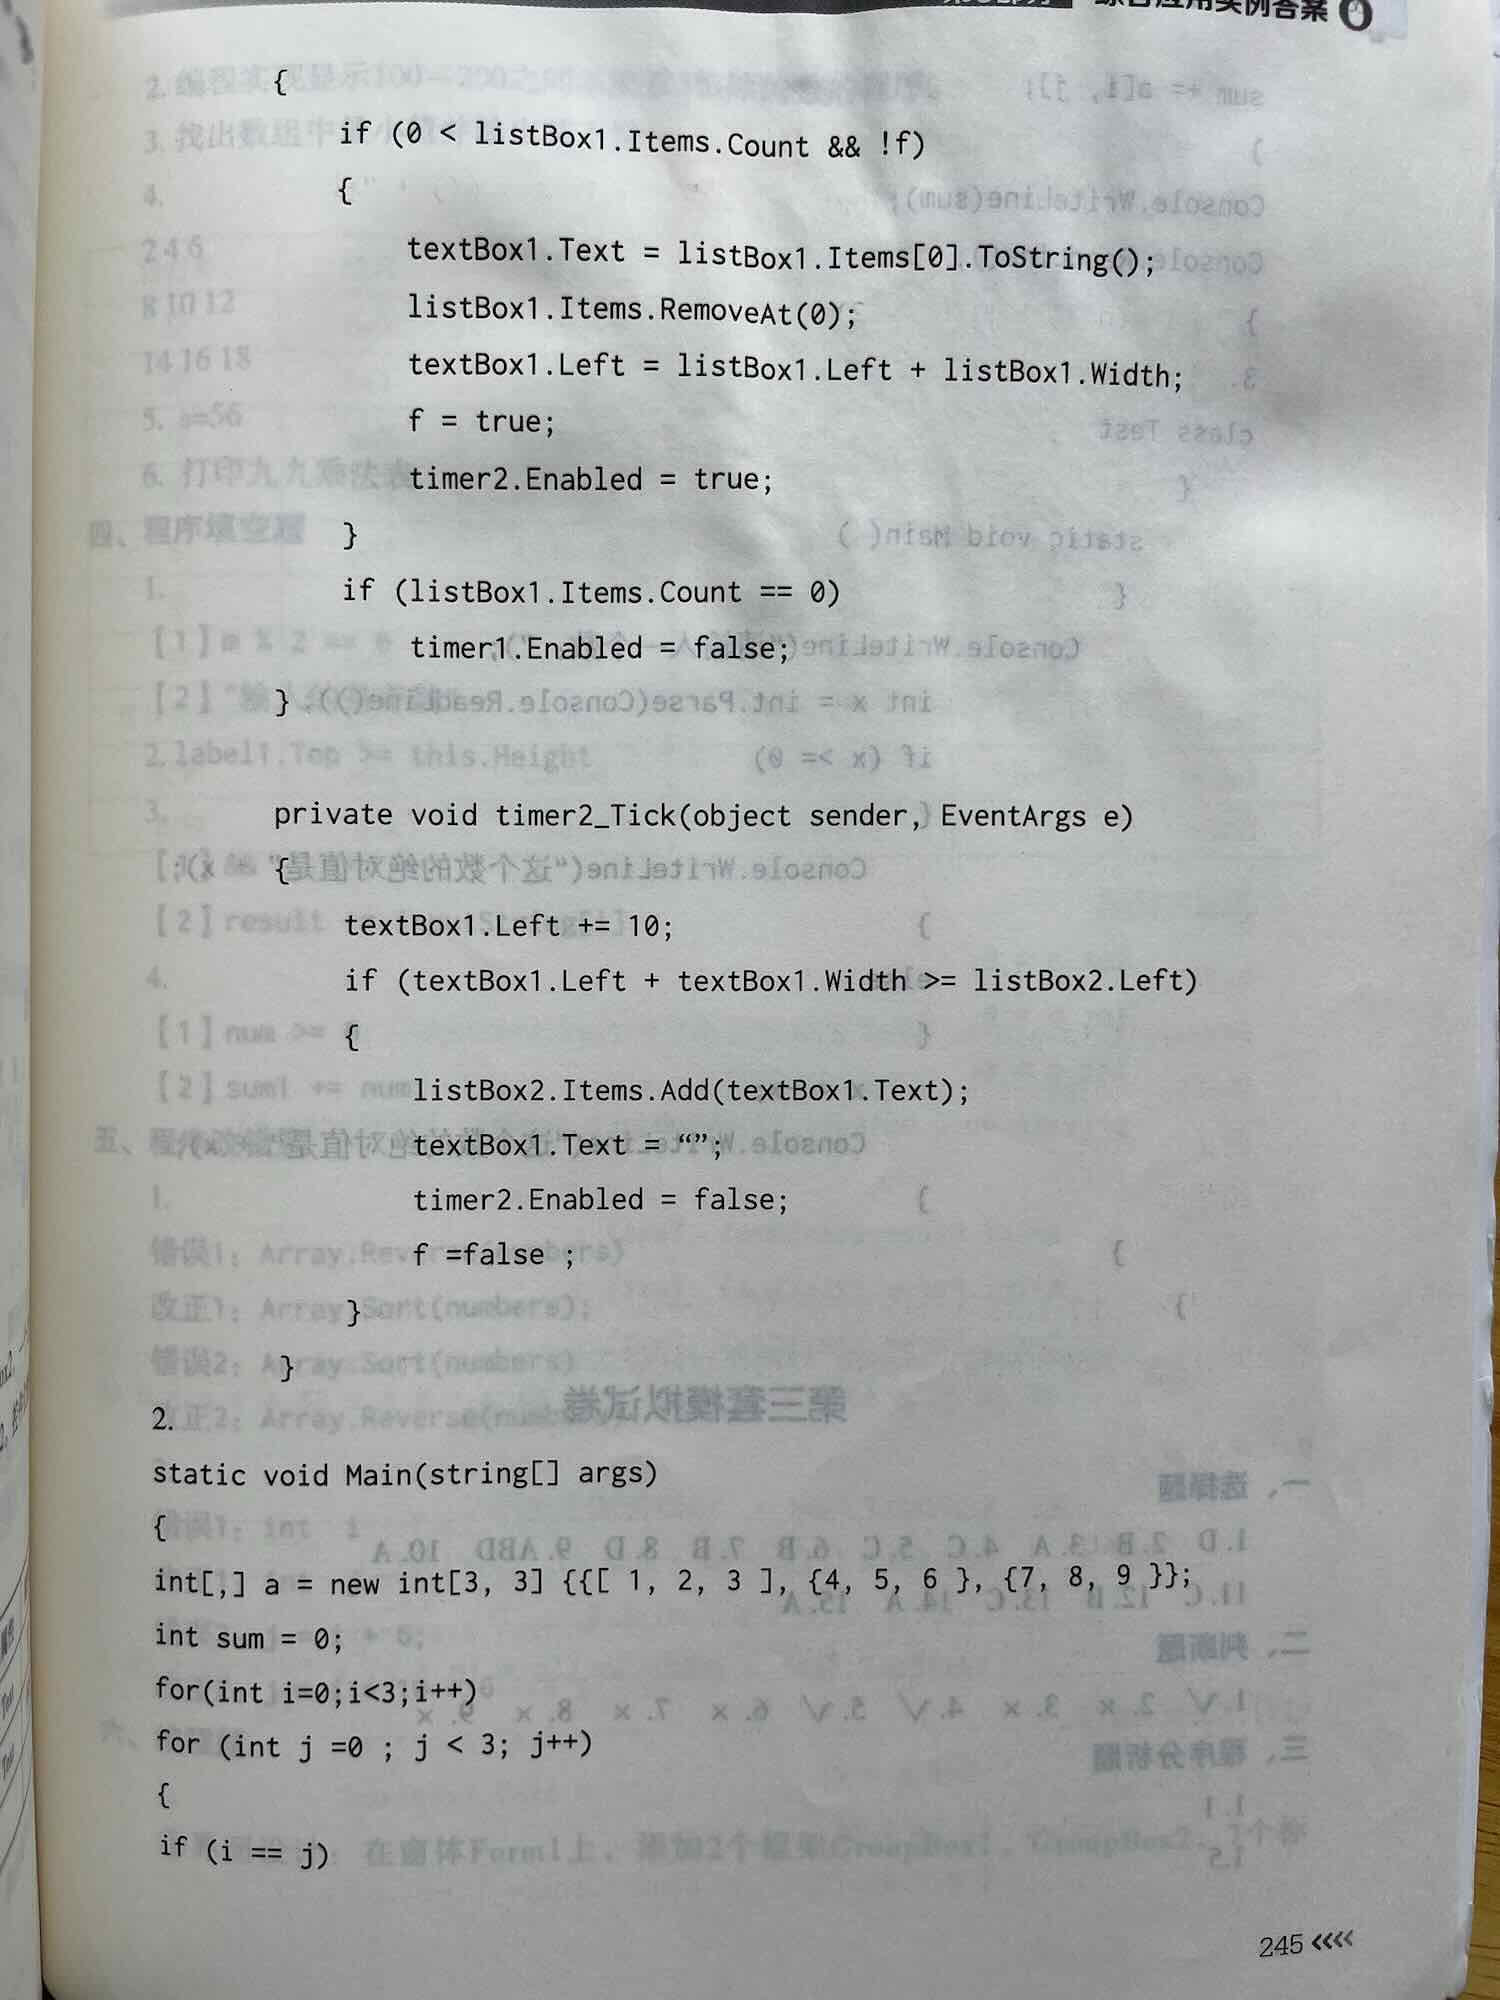 综合应用实例答案
{
if (0 < listBox1.Items.Count && !f)
{
textBox1.Text = listBox1.Items[0].ToString();
listBox1.Items.RemoveAt(0);
textBox1.Left = listBox1.Left + listBox1.Width;
f = true;
timer2.Enabled = true;
}
if (listBox1.Items.Count == 0)
timer1.Enabled = false;
}
private void timer2_Tick(object sender, EventArgs e)
{
textBox1.Left += 10;
if (textBox1.Left + textBox1.Width >= listBox2.Left)
{
listBox2.Items.Add(textBox1.Text);
textBox1.Text = “”;
timer2.Enabled = false;
f =false ;
}
}
2.
static void Main(string[] args)
{
int[,] a = new int[3, 3] {{[ 1, 2, 3 ], {4, 5, 6 }, {7, 8, 9 }};
int sum = 0;
for(int i=0;i<3;i++)
for (int j =0 ; j < 3; j++)
{
if (i == j)
245 <<<<